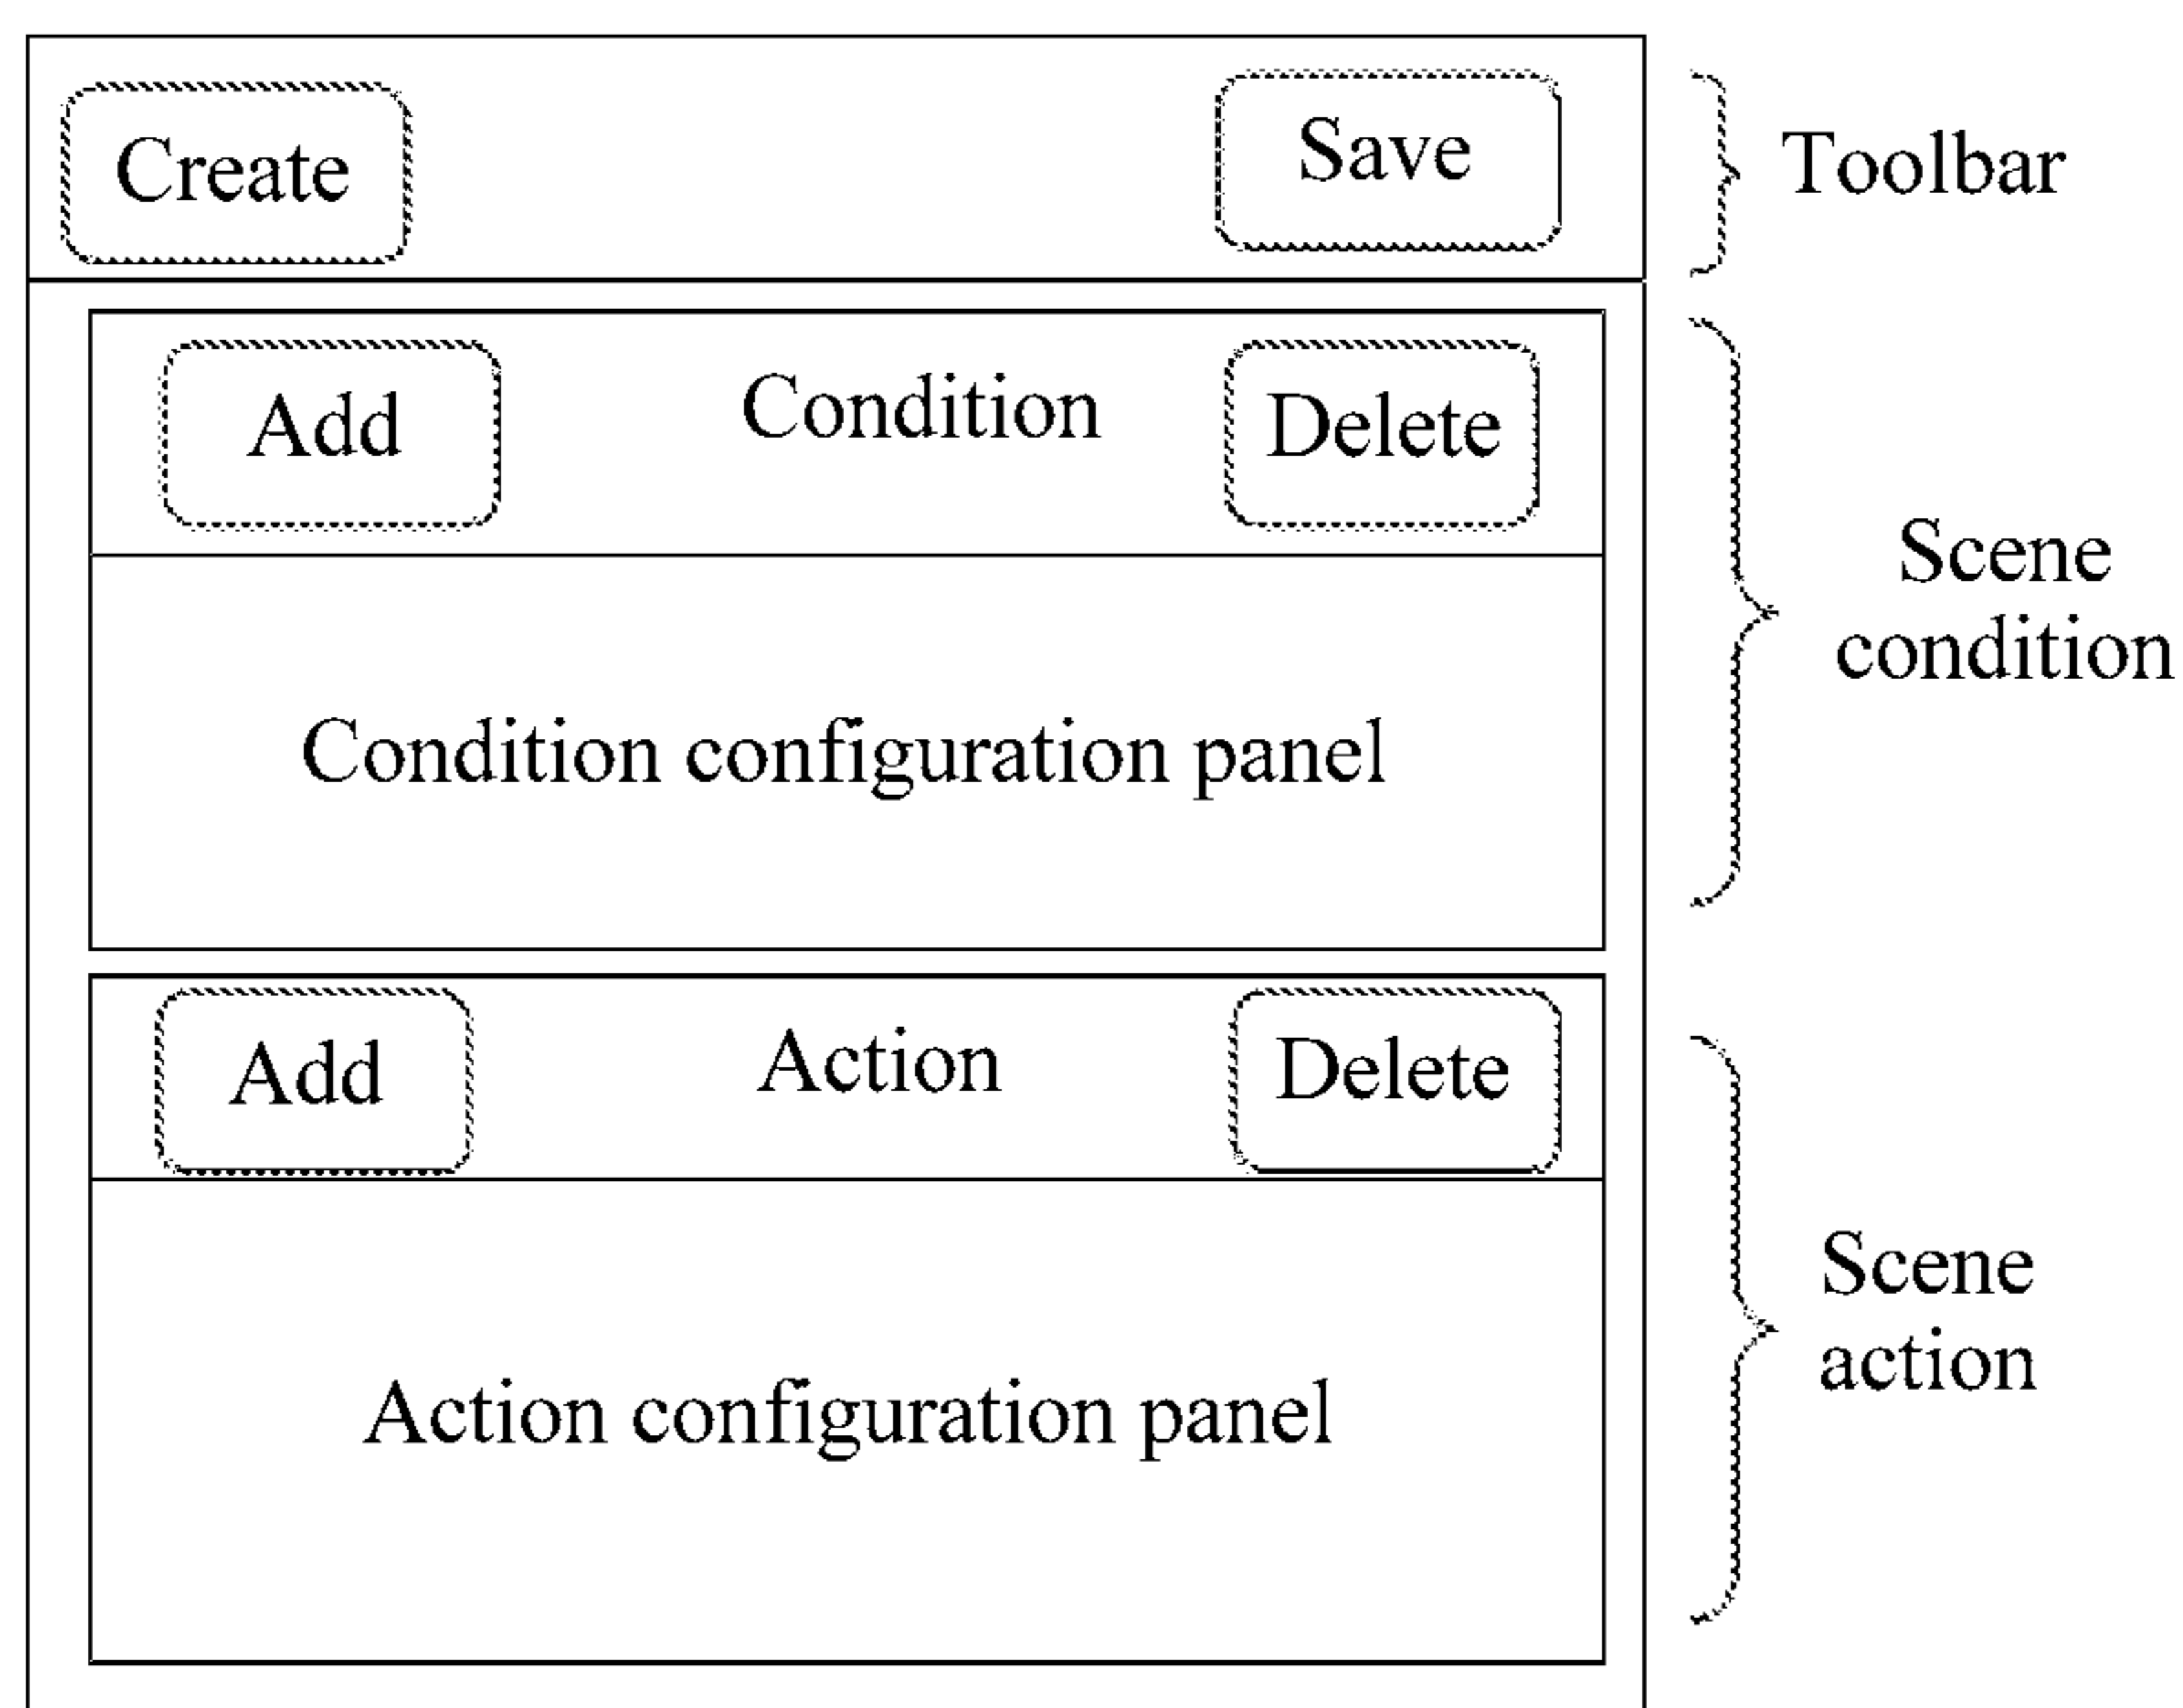 Create
Save
Toolbar
Add
Condition
Delete
Scene
condition
Condition configuration panel
Add
Action
Delete
Scene
action
Action configuration panel